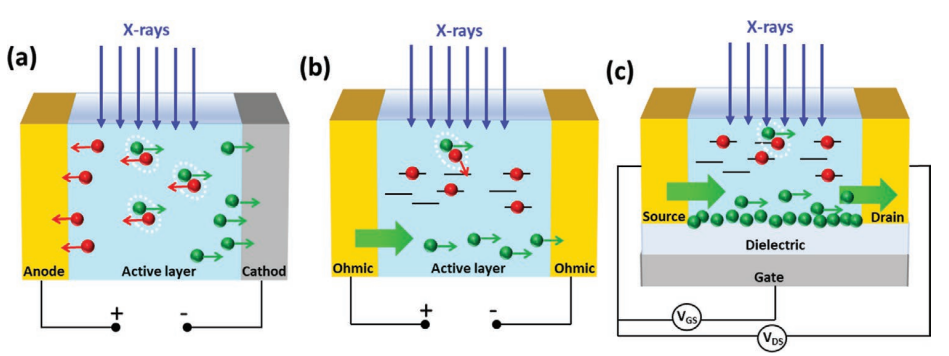 (a)
X-rays
Anode
Active layer
Cathod
+
-
(b)
X-rays
Ohmic
Active layer
Ohmic
+
-
(c)
X-rays
Source
Drain
Dielectric
Gate
VGS
VDS